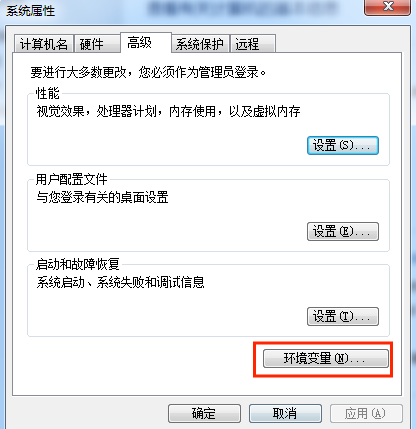 系统属性
计算机名 硬件 高级 系统保护 远程
要进行大多数更改，您必须作为管理员登录。
性能
视觉效果，处理器计划，内存使用，以及虚拟内存
设置(S)...
用户配置文件
与您登录有关的桌面设置
设置(E)...
启动和故障恢复
系统启动、系统失败和调试信息
设置(T)...
环境变量(N)...
确定 取消 应用(A)